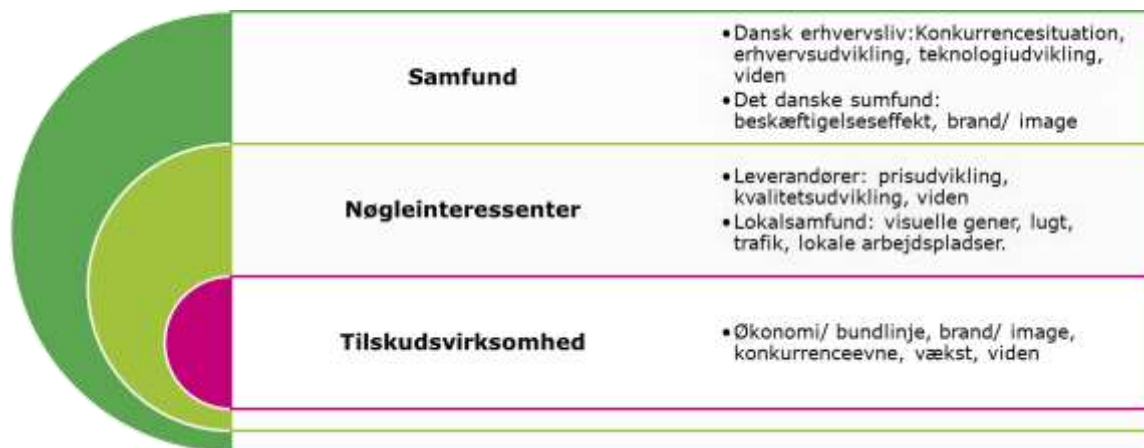 Samfund
•Dansk erhvervsliv:Konkurrencesituation,
erhvervsudvikling, teknologiudvikling,
viden
•Det danske sumfund:
beskæftigelseseffekt, brand/ image
Nøgleinteressenter
•Leverandører: prisudvikling,
kvalitetsudvikling, viden
•Lokalsamfund: visuelle gener, lugt,
trafik, lokale arbejdspladser.
Tilskudsvirksomhed
•Økonomi/ bundlinje, brand/ image,
konkurrenceevne, vækst, viden